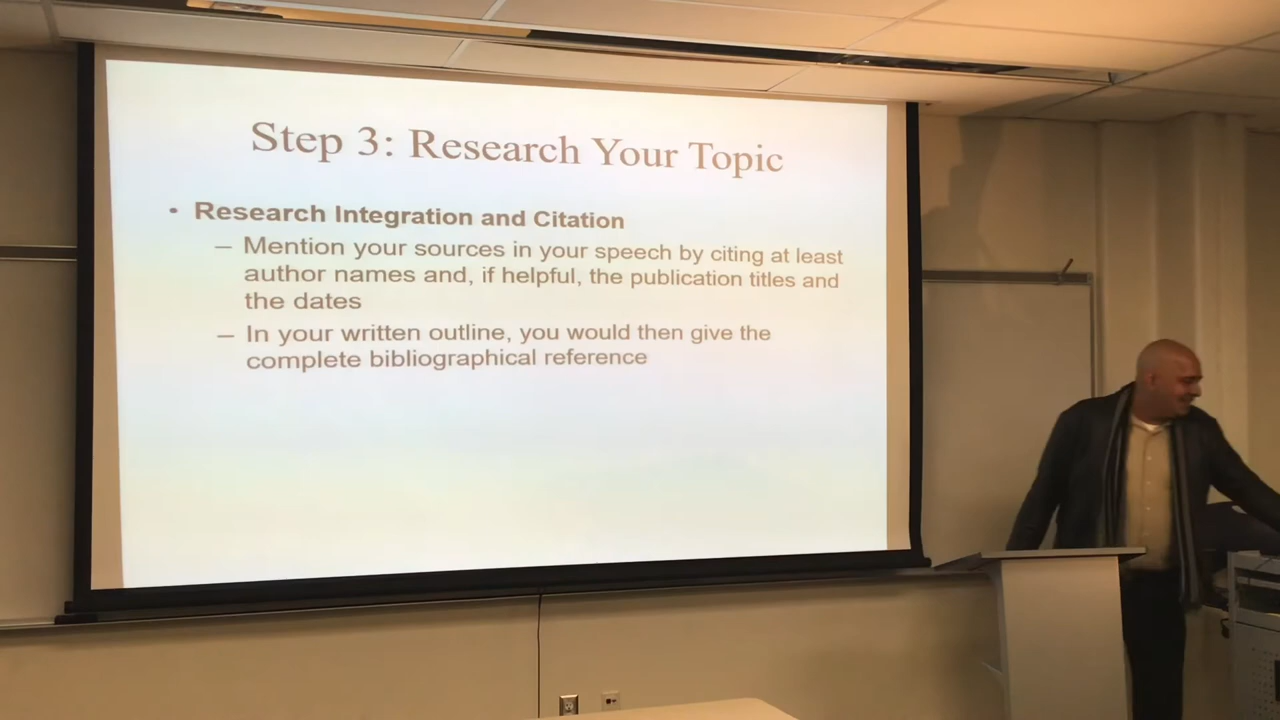 Step 3: Research Your Topic
• Research Integration and Citation
– Mention your sources in your speech by citing at least
author names and, if helpful, the publication titles and
the dates
– In your written outline, you would then give the
complete bibliographical reference